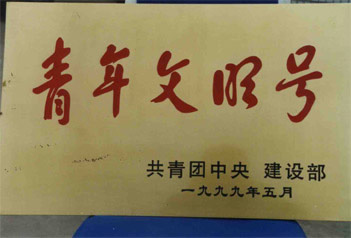 青年文明号
共青团中央 建设部
一九九九年五月